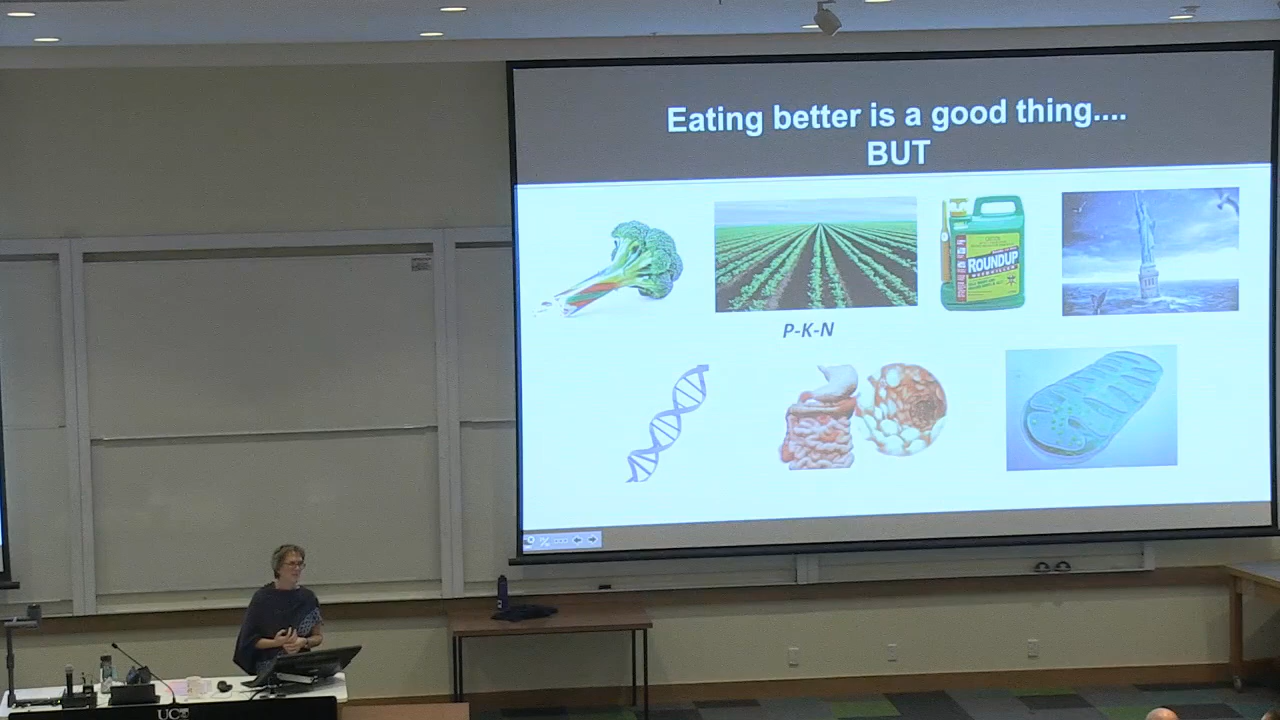 Eating better is a good thing....
BUT
ROUNDUP
P-K-N
UC